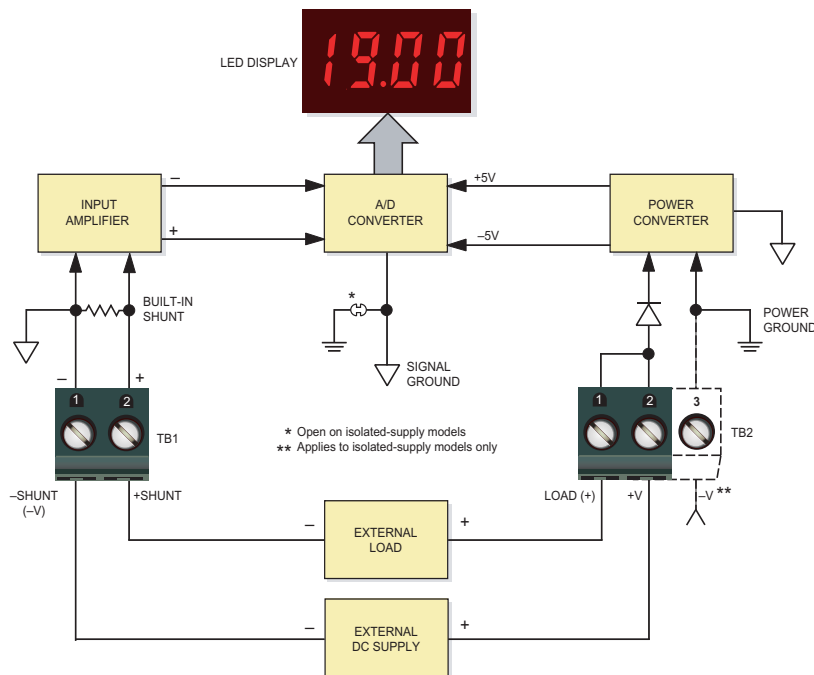 LED DISPLAY
19.00
INPUT
AMPLIFIER
–
+
A/D
CONVERTER
+5V
–5V
POWER
CONVERTER
BUILT-IN
SHUNT
*
SIGNAL
GROUND
POWER
GROUND
–
+
1
2
TB1
* Open on isolated-supply models
** Applies to isolated-supply models only
1
2
3
TB2
–SHUNT
(–V)
+SHUNT
LOAD (+)
+V
–V **
–
EXTERNAL
LOAD
+
–
EXTERNAL
DC SUPPLY
+